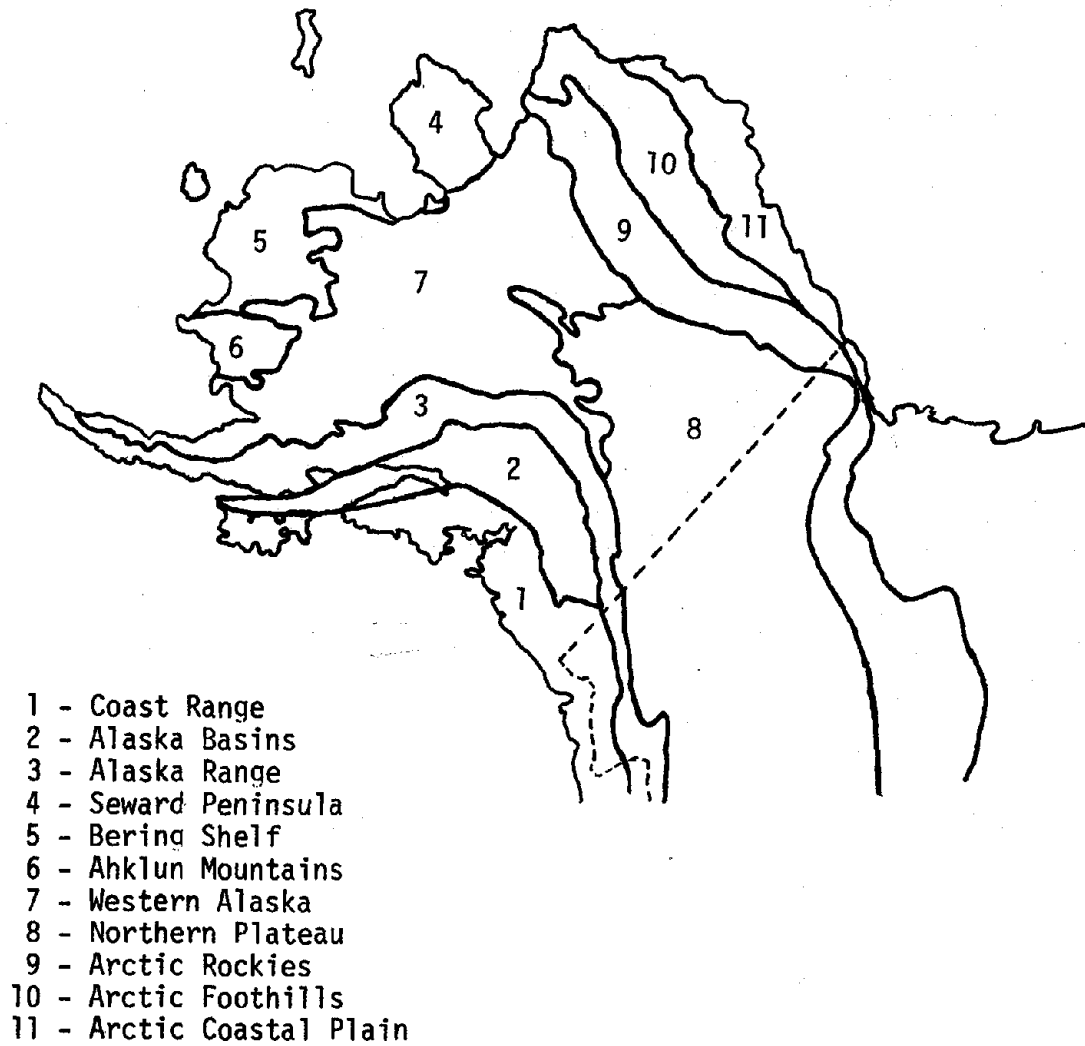 4
10
11
5
9
7
6
3
8
2
1
1 - Coast Range
2 - Alaska Basins
3 - Alaska Range
4 - Seward Peninsula
5 - Bering Shelf
6 - Ahklun Mountains
7 - Western Alaska
8 - Northern Plateau
9 - Arctic Rockies
10 - Arctic Foothills
11 - Arctic Coastal Plain